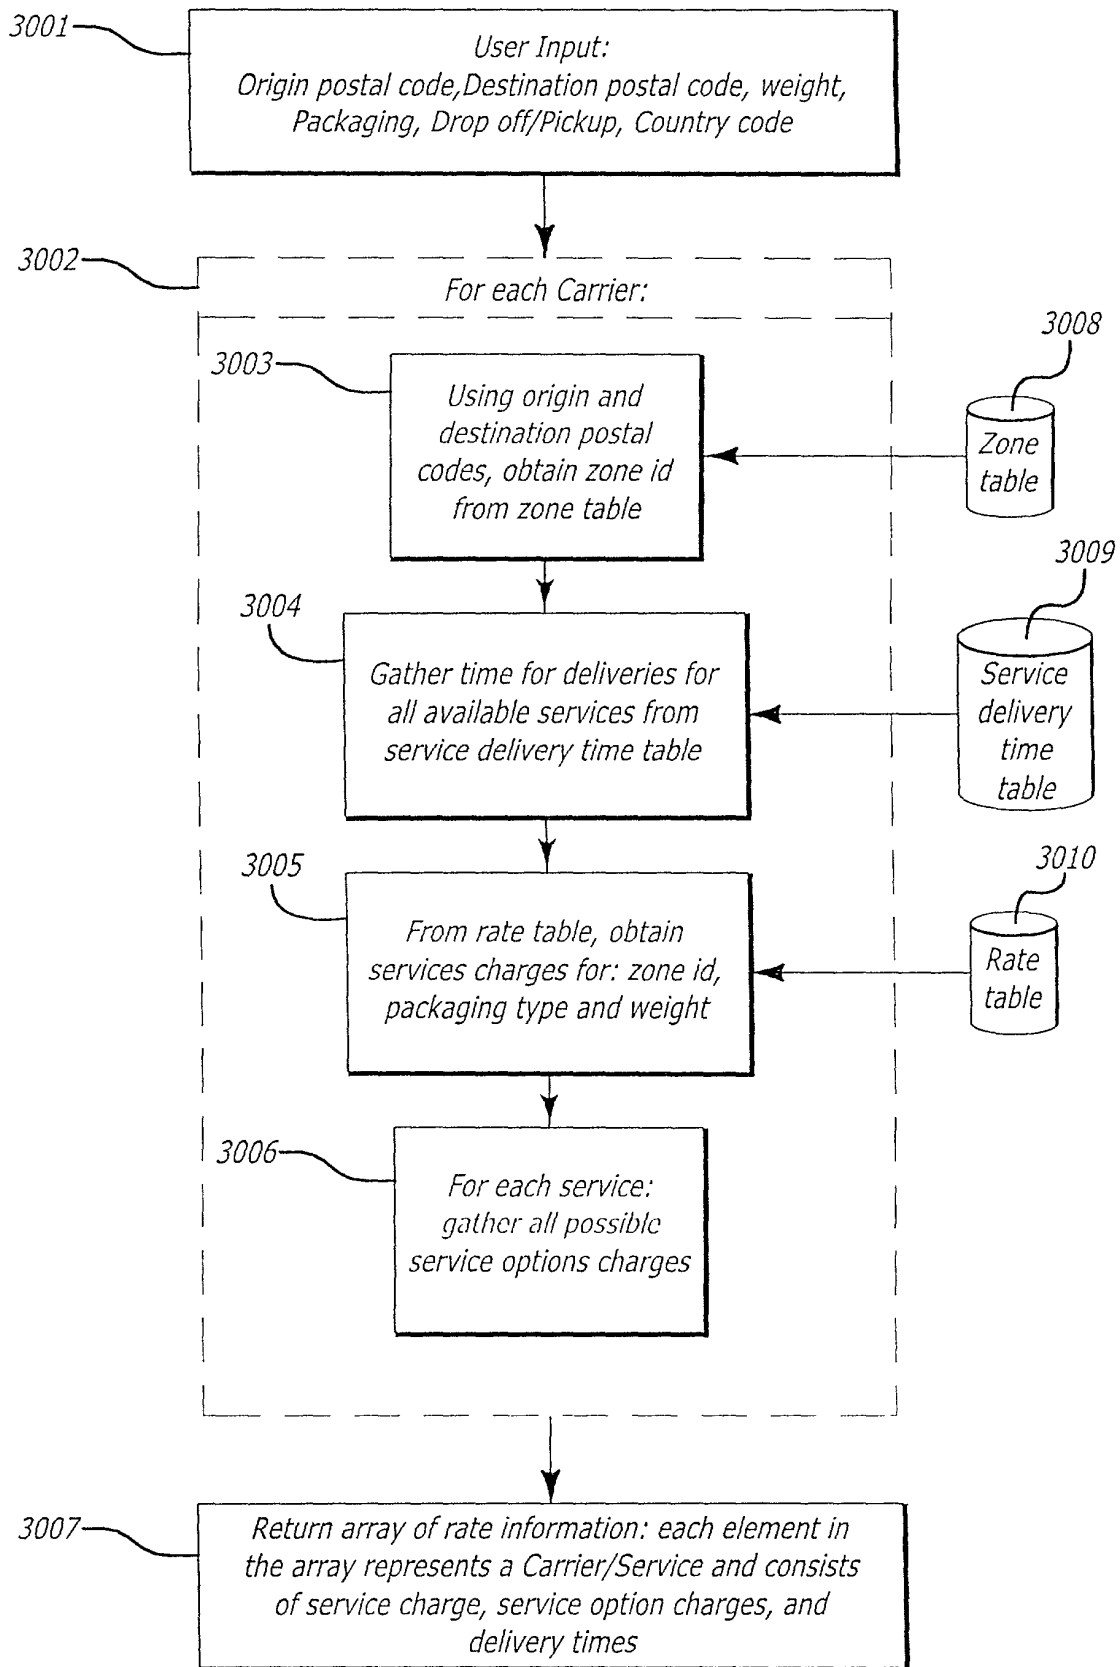 3001
User Input:
Origin postal code,Destination postal code, weight,
Packaging, Drop off/Pickup, Country code
3002
For each Carrier:
3003
Using origin and
destination postal
codes, obtain zone id
from zone table
3008
Zone
table
3004
Gather time for deliveries for
all available services from
service delivery time table
3009
Service
delivery
time
table
3005
From rate table, obtain
services charges for: zone id,
packaging type and weight
3010
Rate
table
3006
For each service:
gather all possible
service options charges
3007
Return array of rate information: each element in
the array represents a Carrier/Service and consists
of service charge, service option charges, and
delivery times